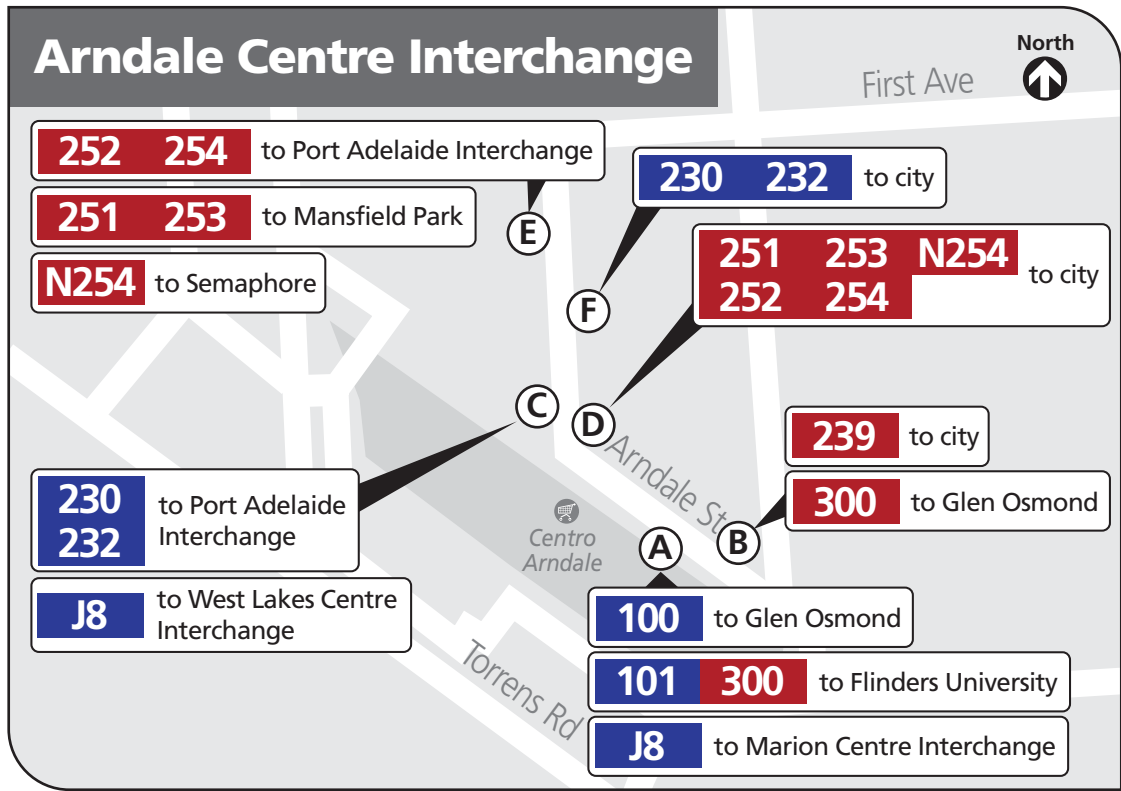 Arndale Centre Interchange
North
First Ave
252 254 to Port Adelaide Interchange
251 253 to Mansfield Park
N254 to Semaphore
E
230 232 to city
F
251 253 N254
252 254
to city
D
C
230
232
to Port Adelaide
Interchange
J8
to West Lakes Centre
Interchange
239 to city
300 to Glen Osmond
B
Arndale St
Centro
Arndale
A
100 to Glen Osmond
101 300 to Flinders University
J8 to Marion Centre Interchange
Torrens Rd